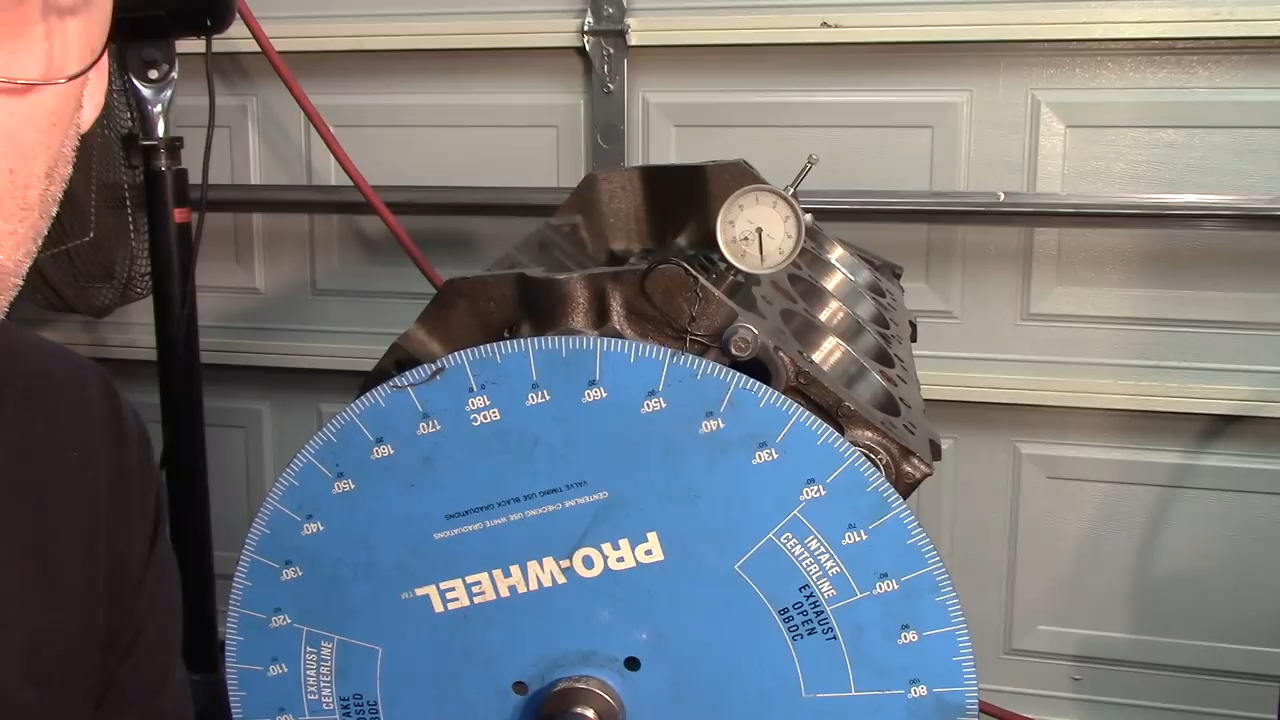 180°
BDC
170°
160°
150°
140°
130°
120°
110°
100°
90°
80°
170°
160°
150°
140°
130°
120°
110°
VALVE TIMING USE BLACK GRADUATIONS
CENTERLINE CHECKING USE WHITE GRADUATIONS
PRO-WHEEL™
INTAKE
CENTERLINE
EXHAUST
OPEN
BBDC
EXHAUST
CENTERLINE